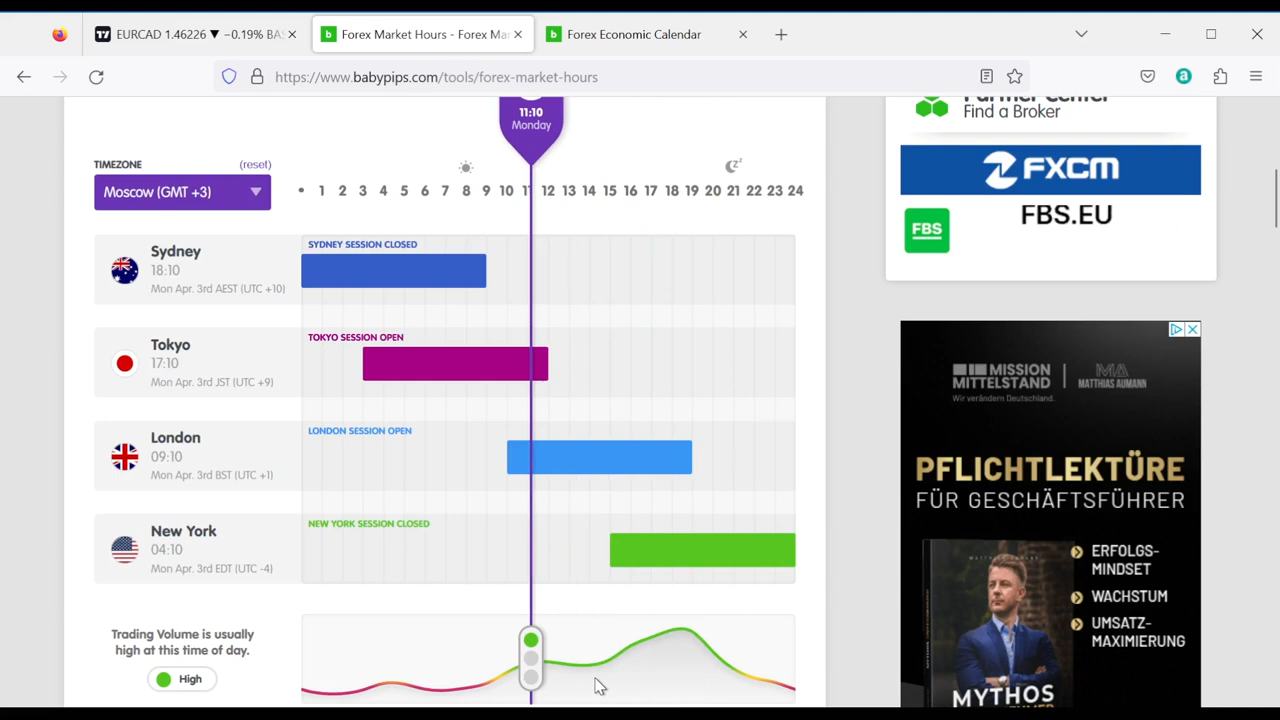 EURCAD 1.46226 ▼ −0.19% BA
Forex Market Hours - Forex Ma
Forex Economic Calendar
https://www.babypips.com/tools/forex-market-hours
11:10
Monday
TIMEZONE
(reset)
Moscow (GMT +3)
• 1 2 3 4 5 6 7 8 9 10 11 12 13 14 15 16 17 18 19 20 21 22 23 24
Sydney
18:10
Mon Apr. 3rd AEST (UTC +10)
SYDNEY SESSION CLOSED
Tokyo
17:10
Mon Apr. 3rd JST (UTC +9)
TOKYO SESSION OPEN
London
09:10
Mon Apr. 3rd BST (UTC +1)
LONDON SESSION OPEN
New York
04:10
Mon Apr. 3rd EDT (UTC -4)
NEW YORK SESSION CLOSED
Trading Volume is usually
high at this time of day.
High
Partner Center
Find a Broker
FXCM
FBS
FBS.EU
MISSION
MITTELSTAND
Wir verändern Deutschland.
MA
MATTHIAS AUMANN
PFLICHTLEKTÜRE
FÜR GESCHÄFTSFÜHRER
ERFOLGS-
MINDSET
WACHSTUM
UMSATZ-
MAXIMIERUNG
MYTHOS